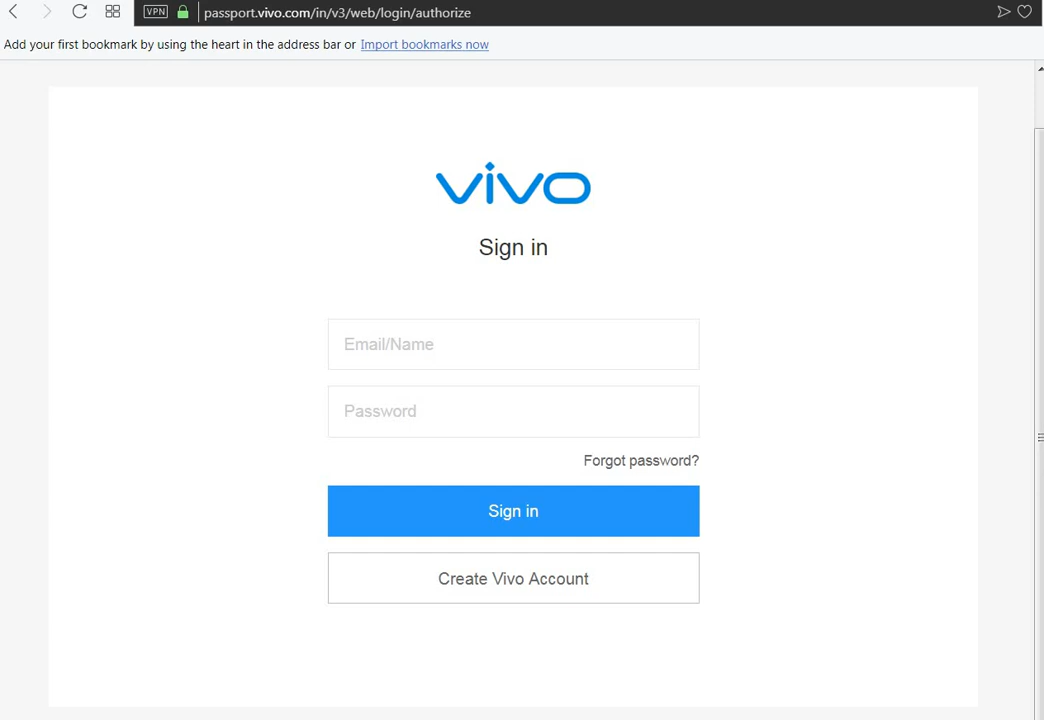 VPN passport.vivo.com/in/v3/web/login/authorize
Add your first bookmark by using the heart in the address bar or Import bookmarks now
vivo
Sign in
Email/Name
Password
Forgot password?
Sign in
Create Vivo Account